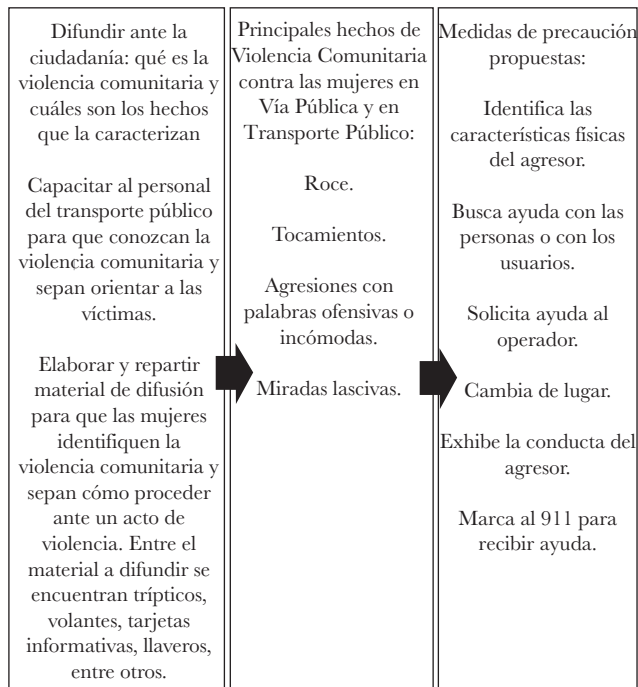 Difundir ante la
ciudadanía: qué es la
violencia comunitaria y
cuáles son los hechos
que la caracterizan
Capacitar al personal
del transporte público
para que conozcan la
violencia comunitaria y
sepan orientar a las
víctimas.
Elaborar y repartir
material de difusión
para que las mujeres
identifiquen la
violencia comunitaria y
sepan cómo proceder
ante un acto de
violencia. Entre el
material a difundir se
encuentran trípticos,
volantes, tarjetas
informativas, llaveros,
entre otros.
Principales hechos de
Violencia Comunitaria
contra las mujeres en
Vía Pública y en
Transporte Público:
Roce.
Tocamientos.
Agresiones con
palabras ofensivas o
incómodas.
Miradas lascivas.
Medidas de precaución
propuestas:
Identifica las
características físicas
del agresor.
Busca ayuda con las
personas o con los
usuarios.
Solicita ayuda al
operador.
Cambia de lugar.
Exhibe la conducta del
agresor.
Marca al 911 para
recibir ayuda.